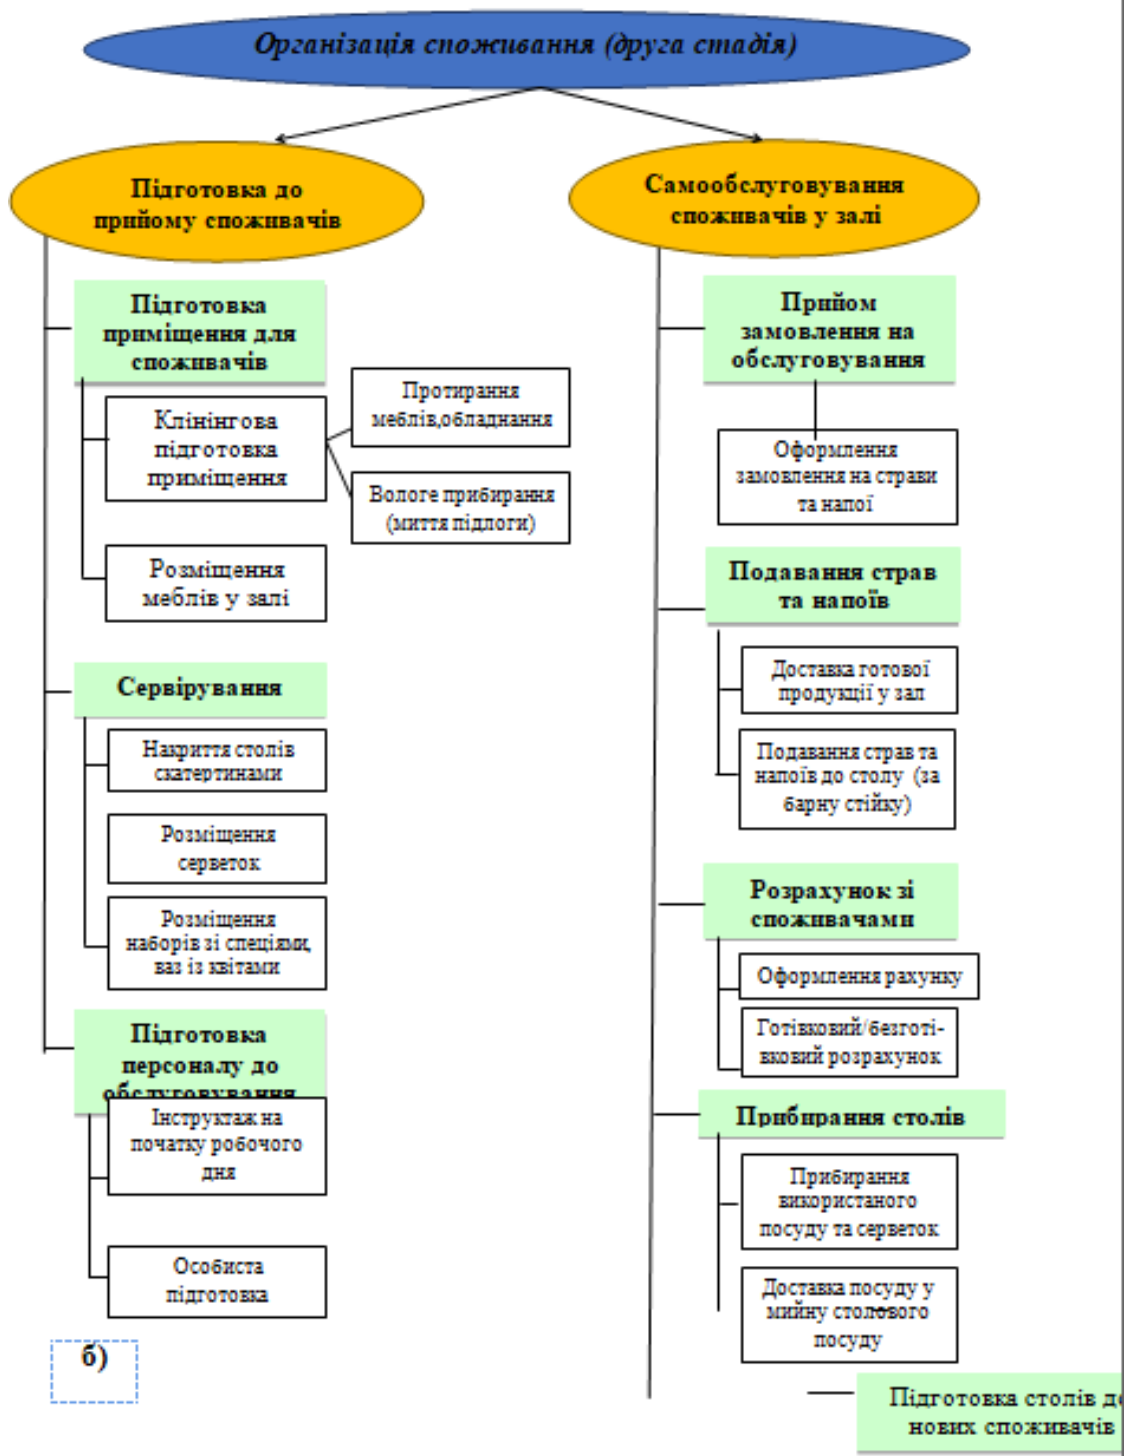 Організація споживання (друга стадія)
Підготовка до
прийому споживачів
Підготовка
приміщення для
споживачів
Клінінгова
підготовка
приміщення
Протирання
меблів,обладнання
Вологе прибирання
(миття підлоги)
Розміщення
меблів у залі
Сервірування
Накриття столів
скатертинами
Розміщення
серветок
Розміщення
наборів зі спеціями,
ваз із квітами
Підготовка
персоналу до
обслуговування
Інструктаж на
початку робочого
дня
Особиста
підготовка
б)
Самообслуговування
споживачів у залі
Прийом
замовлення на
обслуговування
Оформлення
замовлення на страви
та напої
Подавання страв
та напоїв
Доставка готової
продукції у зал
Подавання страв та
напоїв до столу (за
барну стійку)
Розрахунок зі
споживачами
Оформлення рахунку
Готівковий/безготі-
вковий розрахунок
Прибирання столів
Прибирання
використаного
посуду та серветок
Доставка посуду у
мийну столового
посуду
Підготовка столів до
нових споживачів